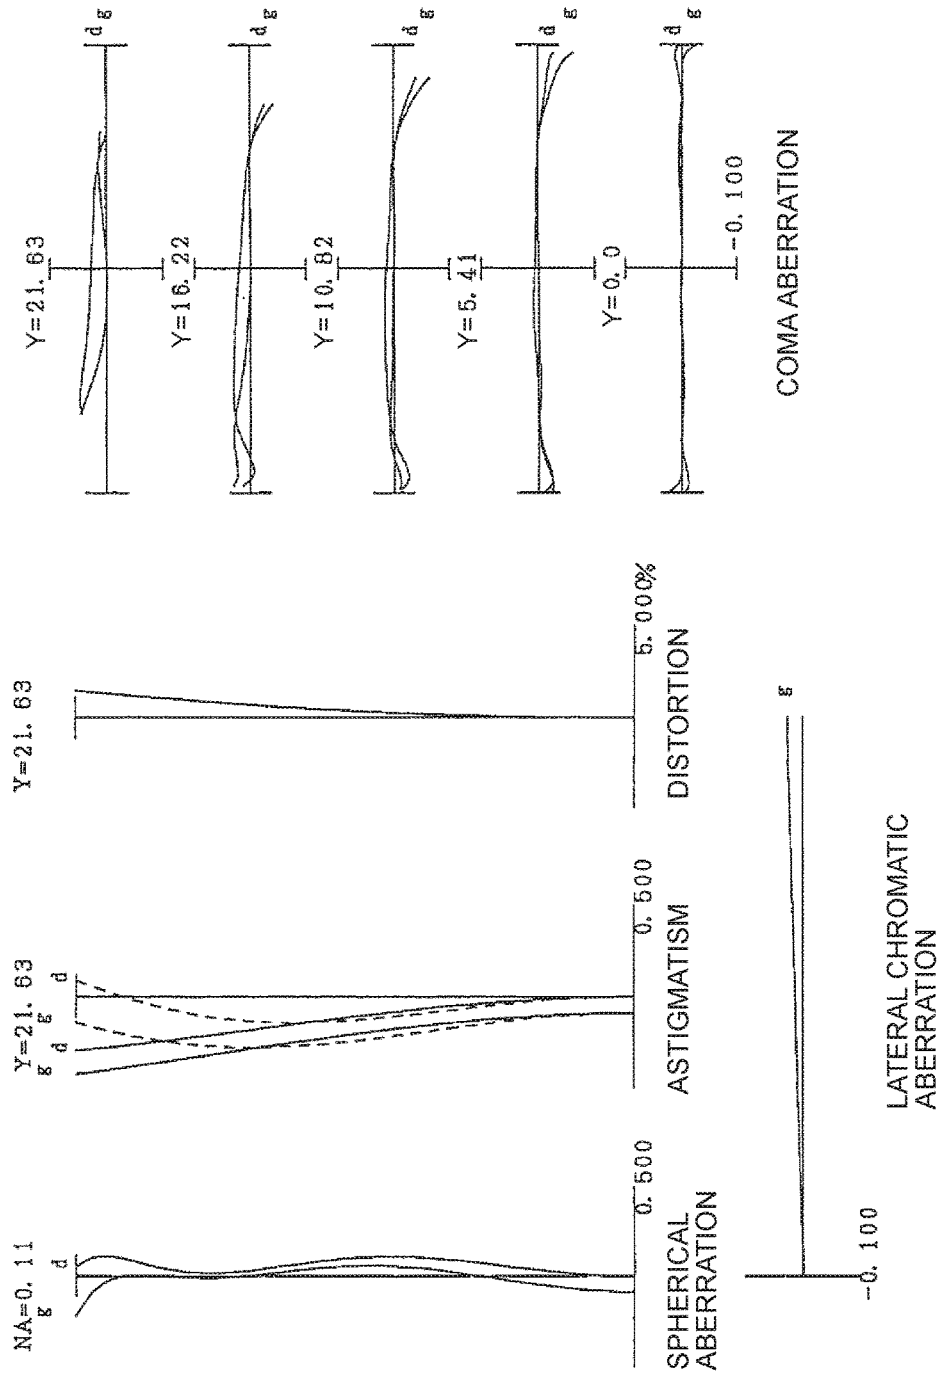 NA=0.11
g
d
0.500
SPHERICAL
ABERRATION
Y=21.63
g
d
g
d
0.500
ASTIGMATISM
Y=21.63
5.000%
DISTORTION
Y=21.63
d
g
Y=16.22
d
g
Y=10.82
d
g
Y=5.41
d
g
Y=0.0
d
g
-0.100
COMA ABERRATION
g
-0.100
LATERAL CHROMATIC
ABERRATION